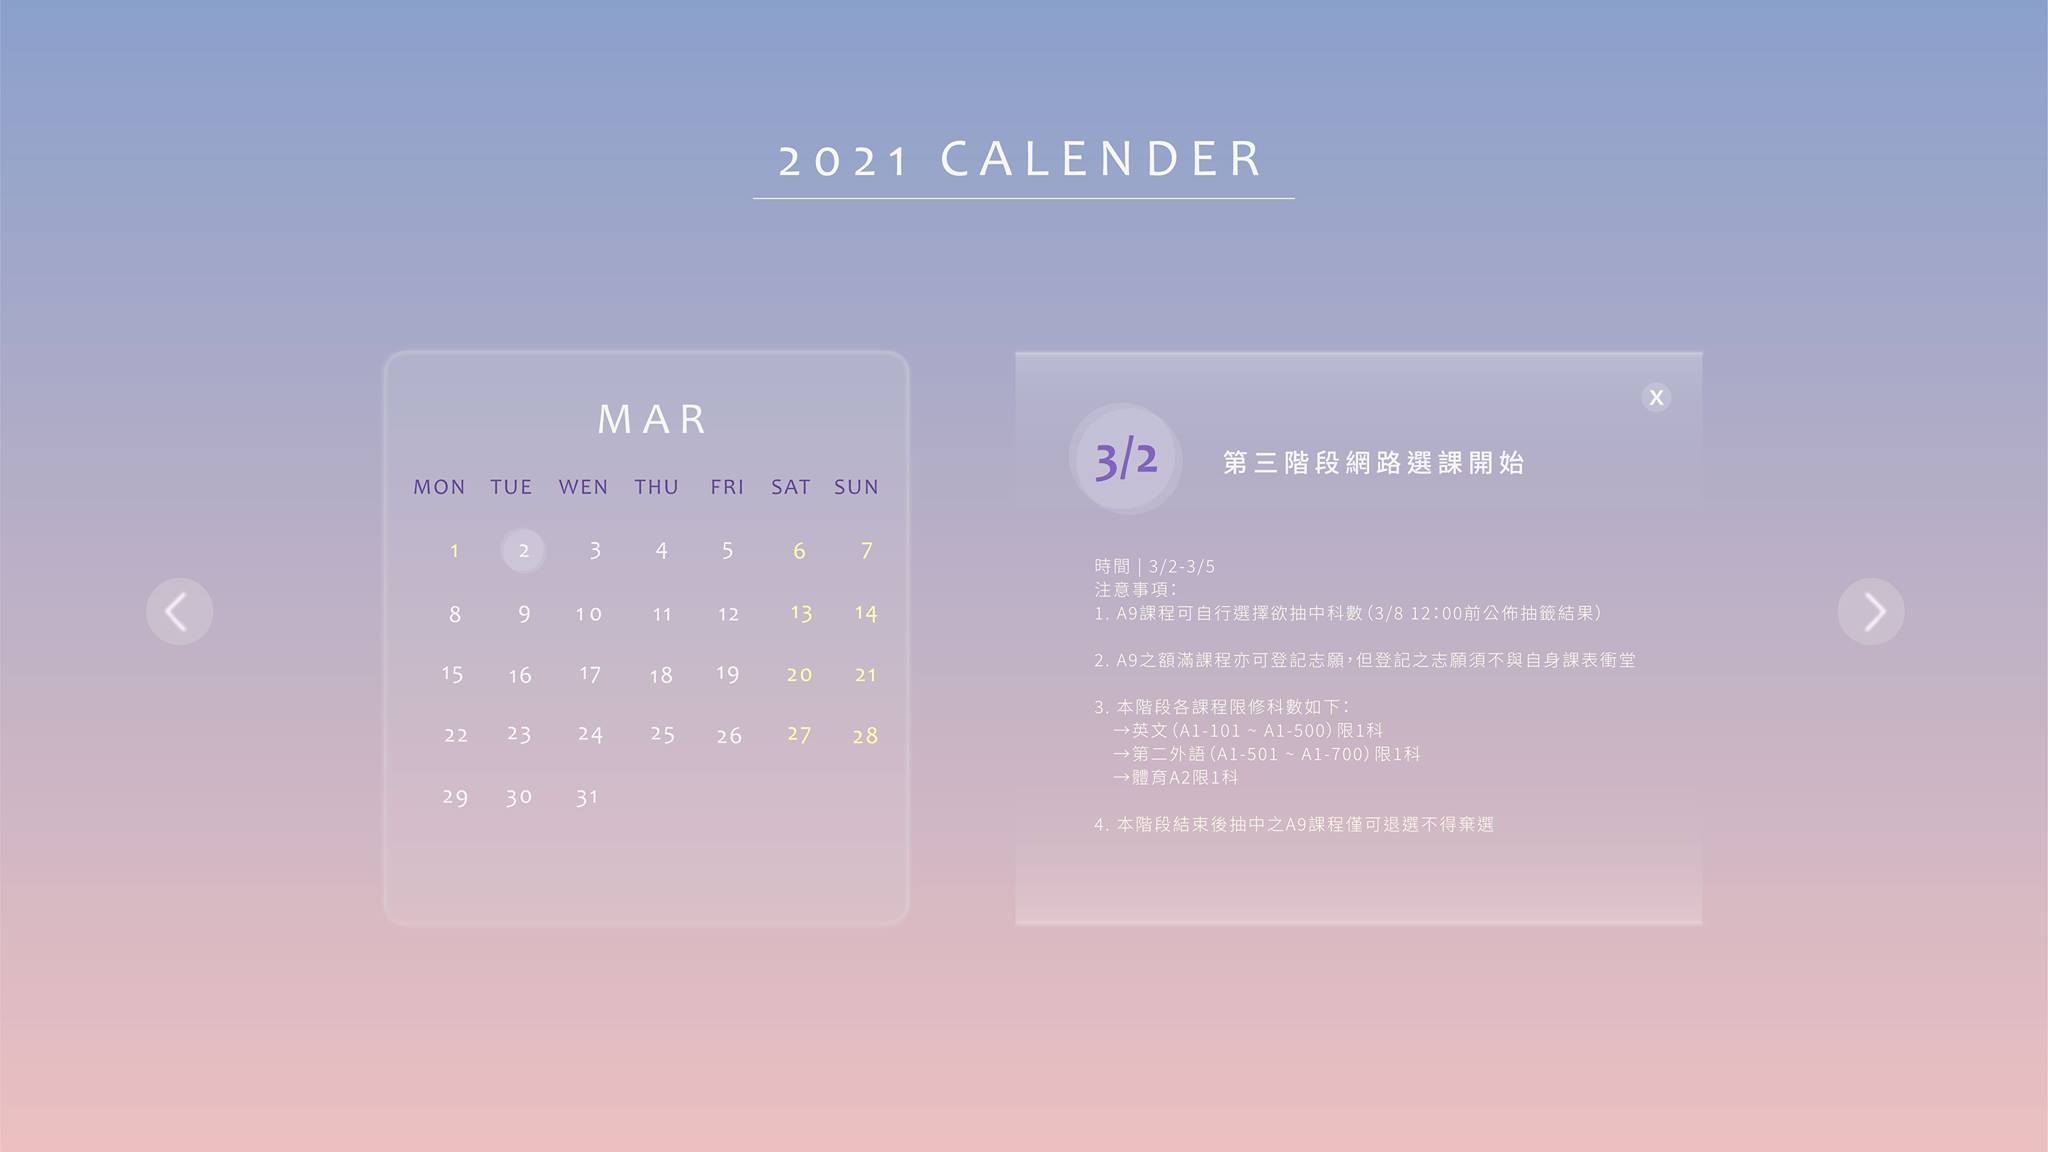 2021 CALENDER
MAR
MON TUE WEN THU FRI SAT SUN
1 2 3 4 5 6 7
8 9 10 11 12 13 14
15 16 17 18 19 20 21
22 23 24 25 26 27 28
29 30 31
X
3/2 第三階段網路選課開始
時間 | 3/2-3/5
注意事項：
1. A9課程可自行選擇欲抽中科數（3/8 12：00前公佈抽籤結果）
2. A9之額滿課程亦可登記志願，但登記之志願須不與自身課表衝堂
3. 本階段各課程限修科數如下：
→英文（A1-101 ~ A1-500）限1科
→第二外語（A1-501 ~ A1-700）限1科
→體育A2限1科
4. 本階段結束後抽中之A9課程僅可退選不得棄選